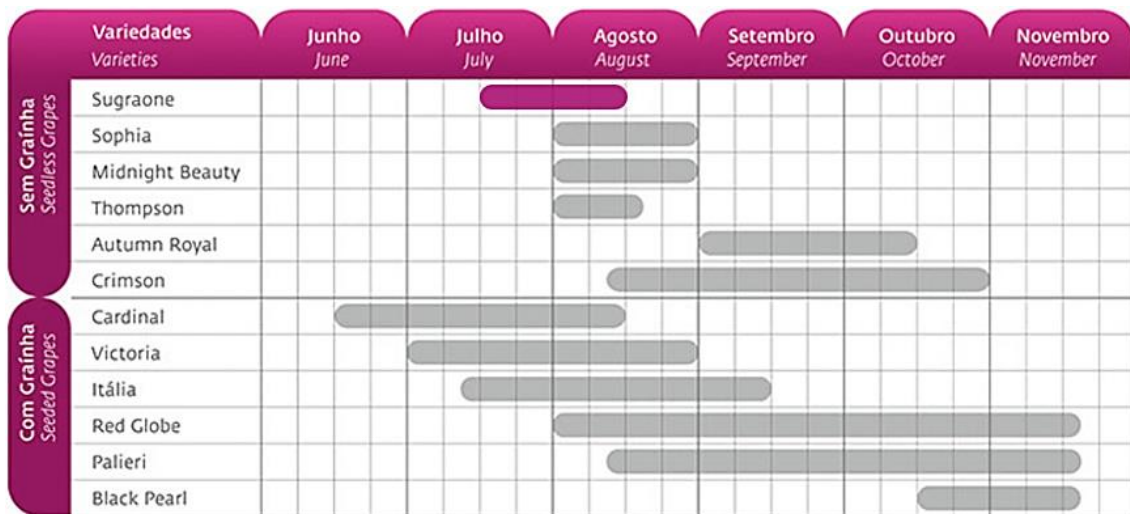 Variedades
Varieties
Junho
June
Julho
July
Agosto
August
Setembro
September
Outubro
October
Novembro
November
Sem Graínha
Seedless Grapes
Sugraone
Sophia
Midnight Beauty
Thompson
Autumn Royal
Crimson
Com Graínha
Seeded Grapes
Cardinal
Victoria
Itália
Red Globe
Palieri
Black Pearl